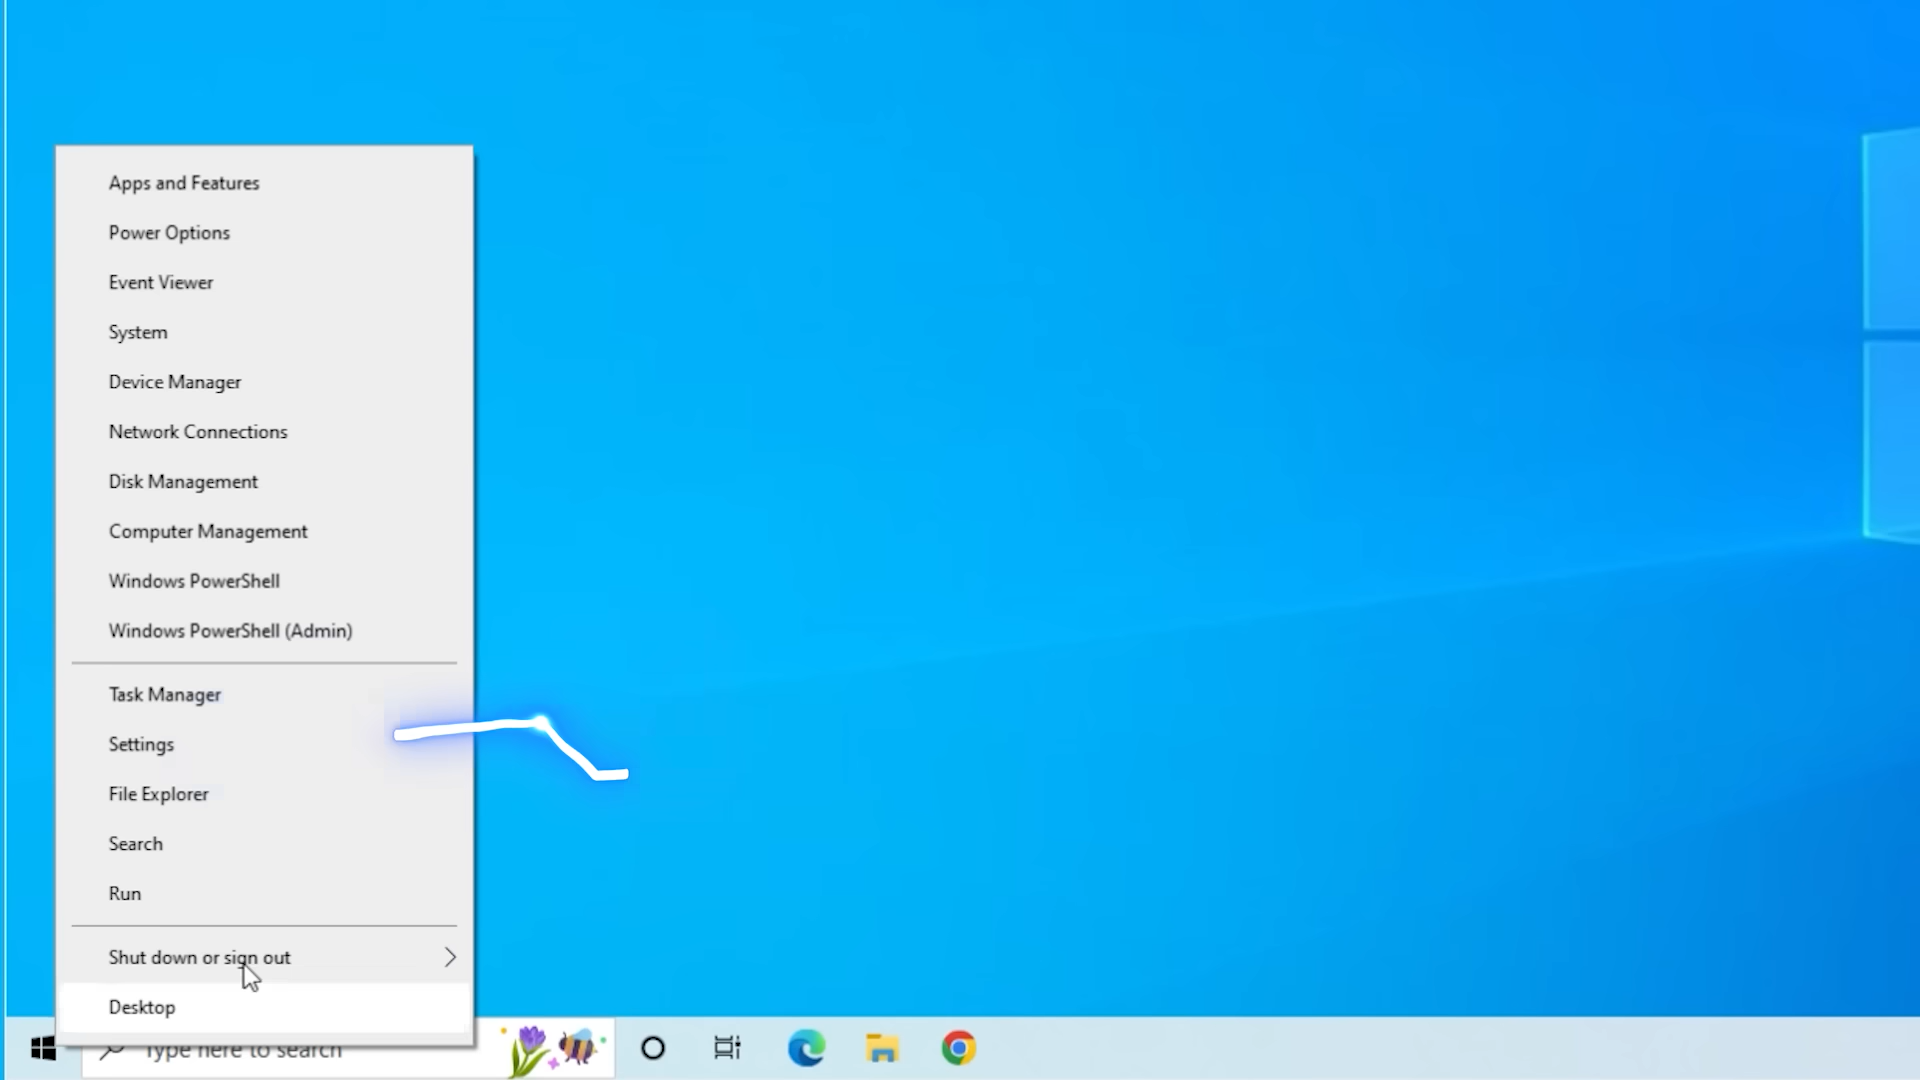 Apps and Features
Power Options
Event Viewer
System
Device Manager
Network Connections
Disk Management
Computer Management
Windows PowerShell
Windows PowerShell (Admin)
Task Manager
Settings
File Explorer
Search
Run
Shut down or sign out
Desktop
Type here to search